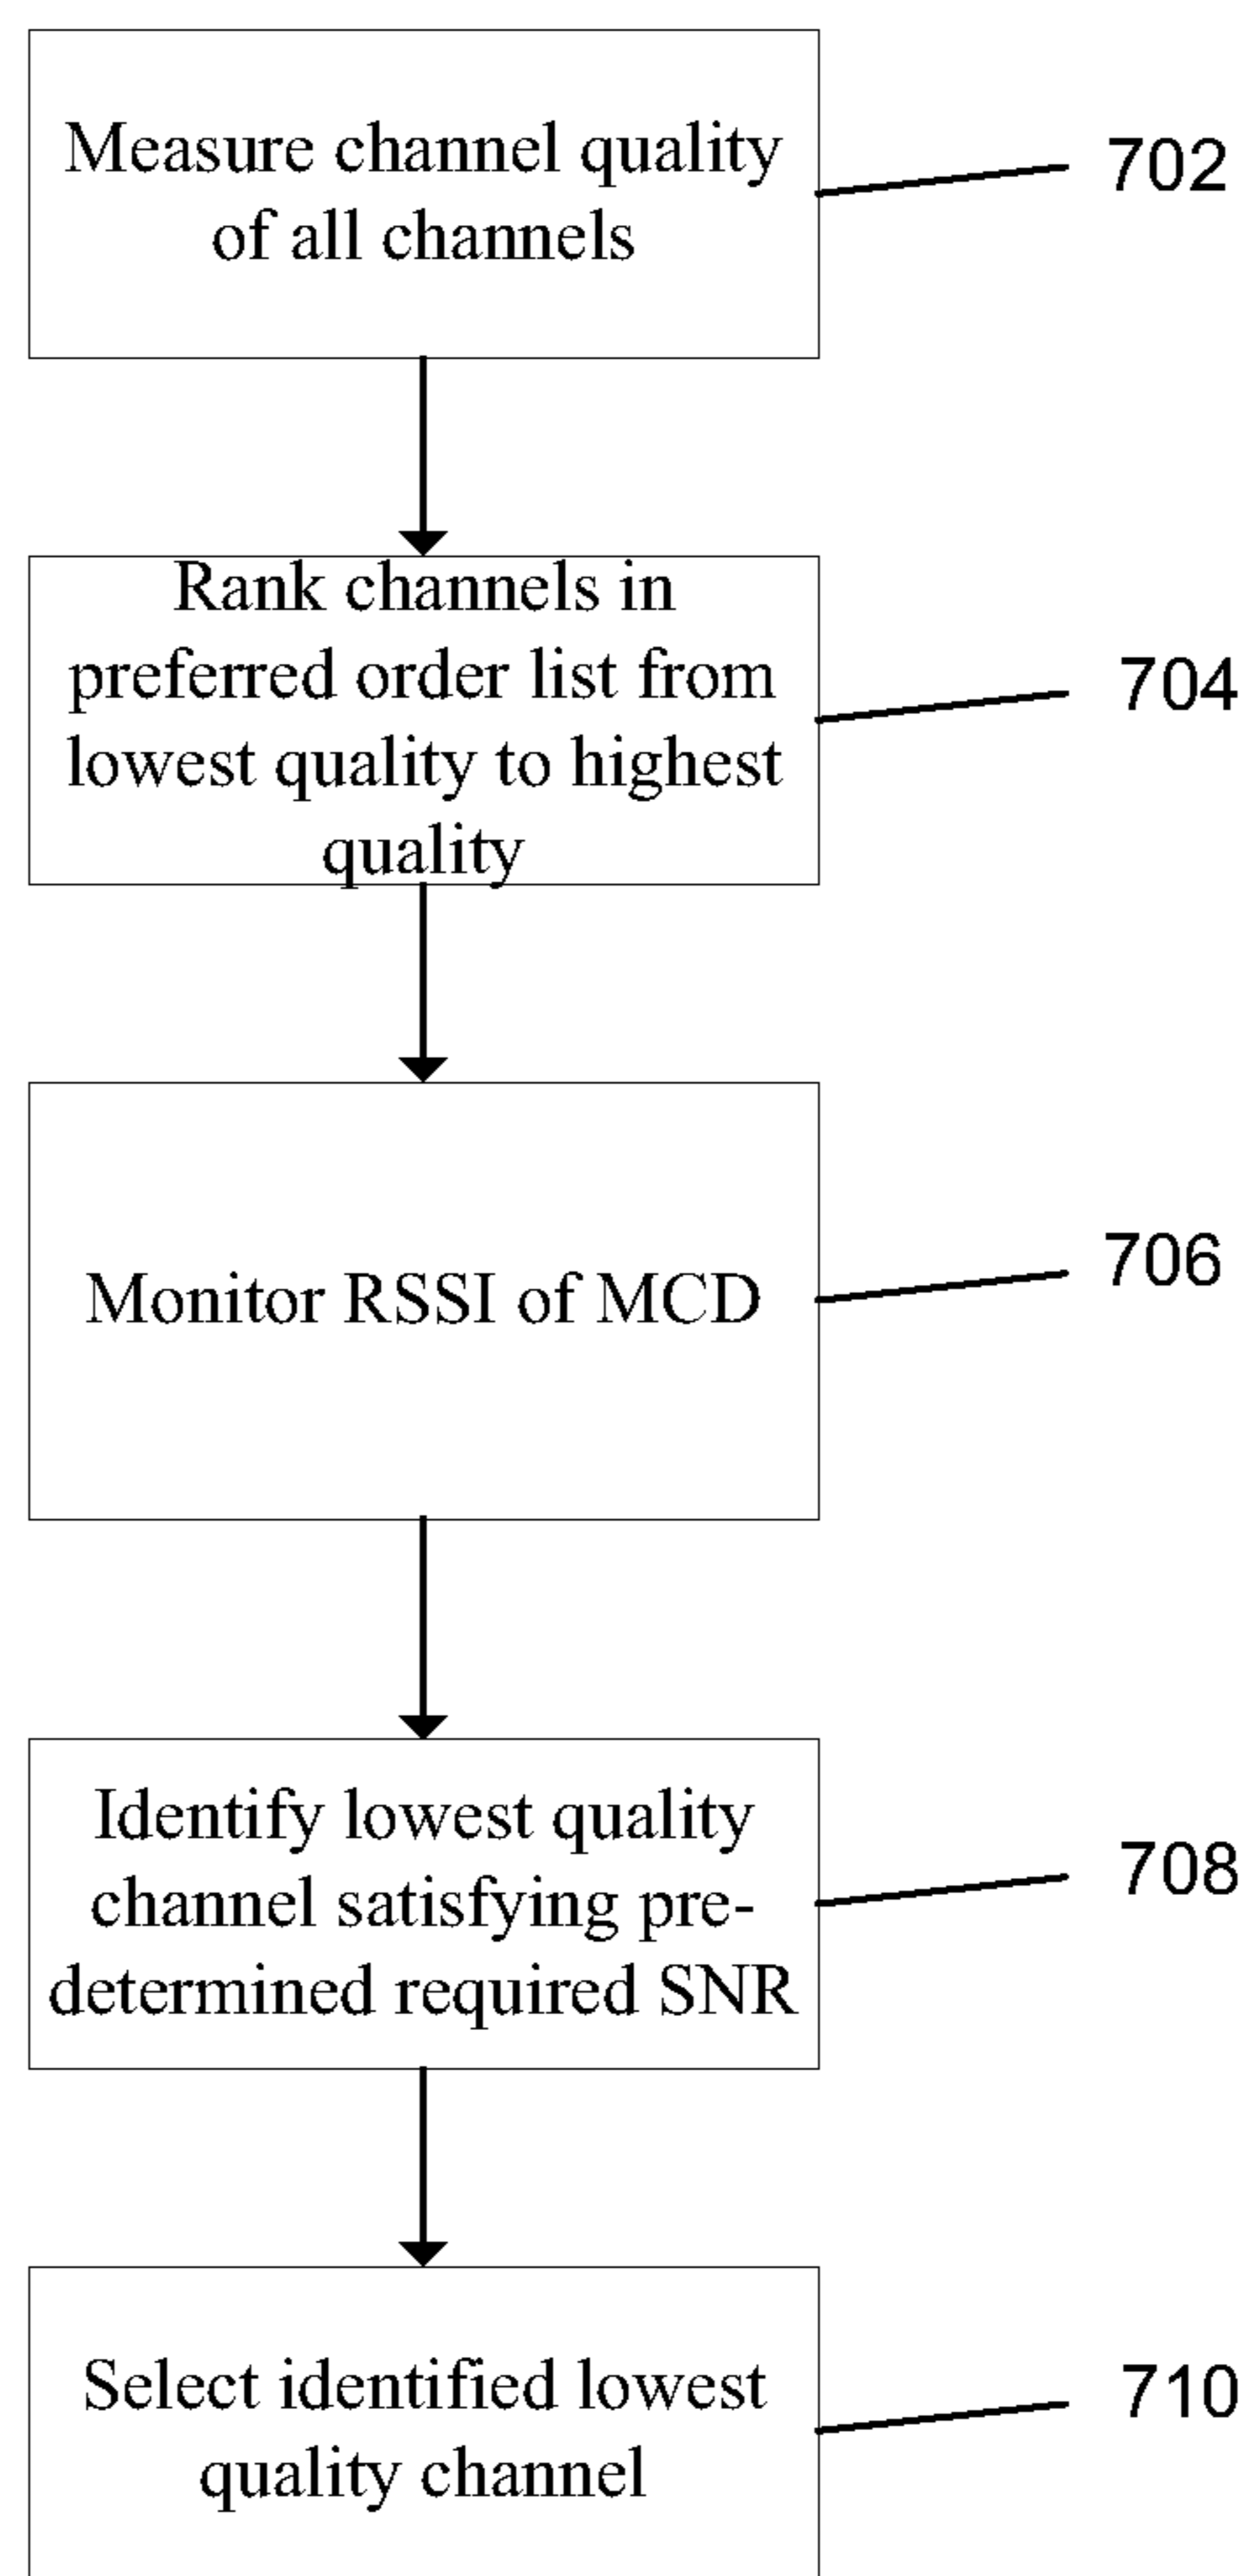 Measure channel quality
of all channels
702
Rank channels in
preferred order list from
lowest quality to highest
quality
704
Monitor RSSI of MCD
706
Identify lowest quality
channel satisfying pre-
determined required SNR
708
Select identified lowest
quality channel
710